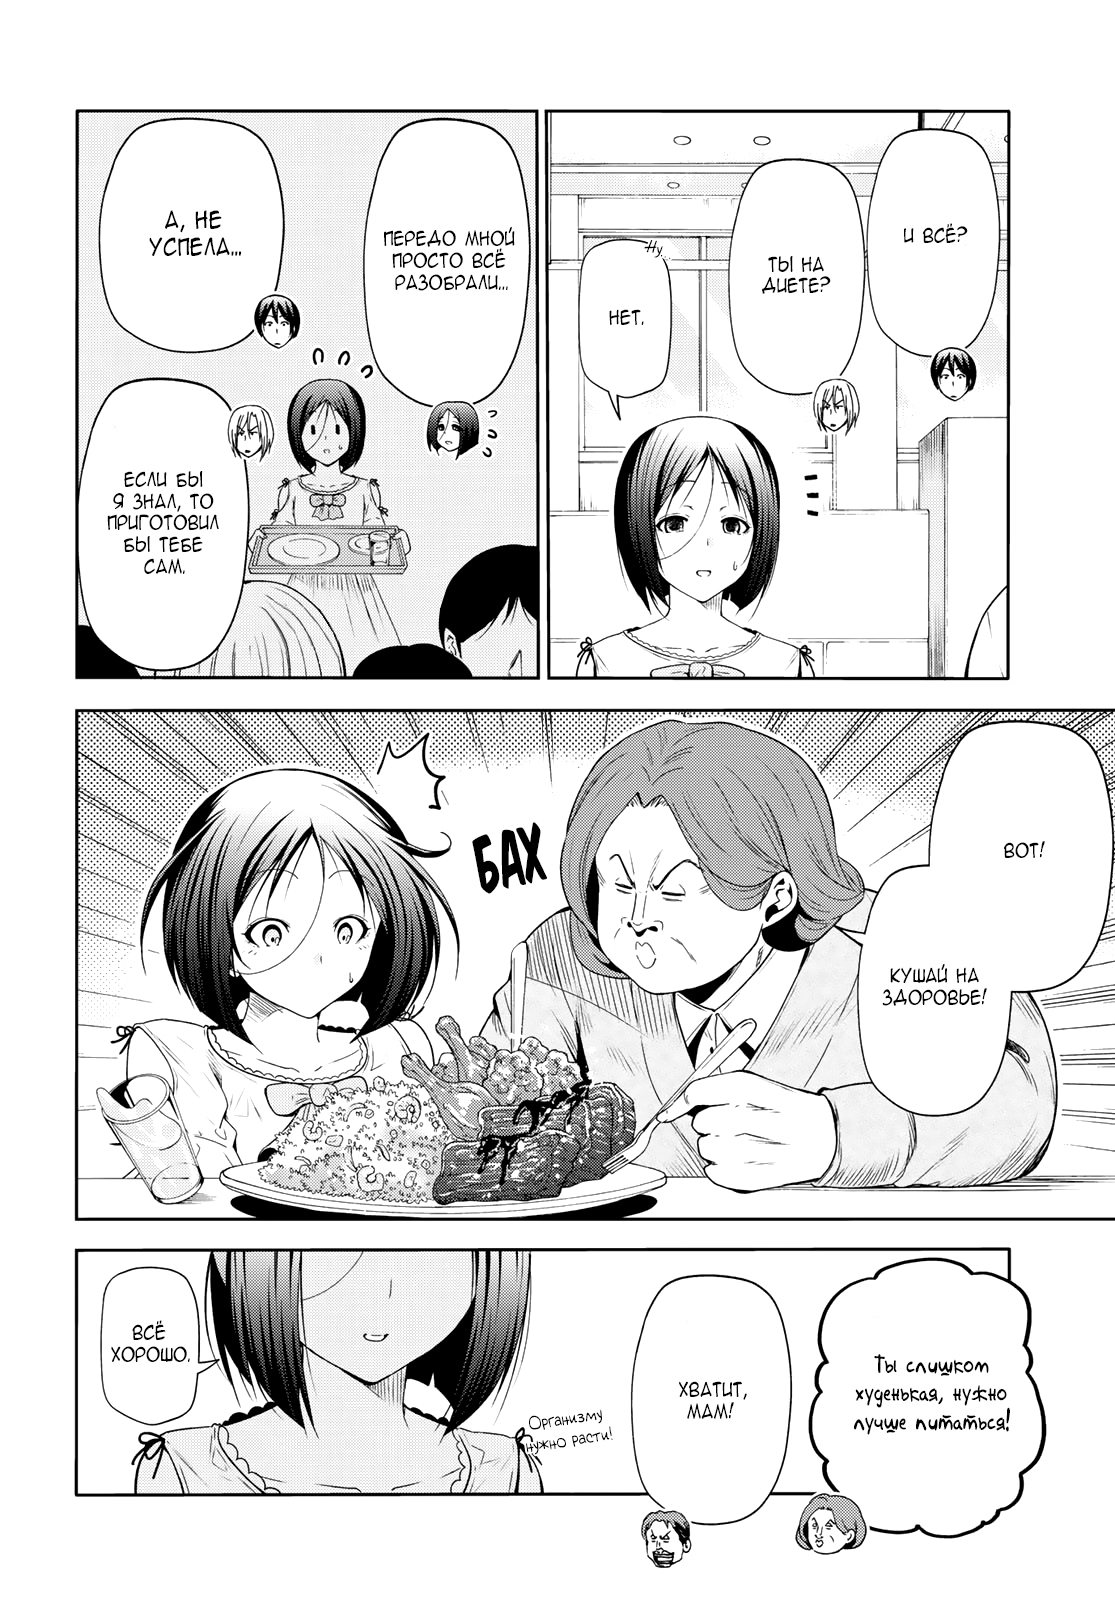 И ВСЁ?
ТЫ НА
ДИЕТЕ?
Ну...
НЕТ.
ПЕРЕДО МНОЙ
ПРОСТО ВСЁ
РАЗОБРАЛИ...
А, НЕ
УСПЕЛА...
ЕСЛИ БЫ
Я ЗНАЛ, ТО
ПРИГОТОВИЛ
БЫ ТЕБЕ
САМ.
ВОТ!
КУШАЙ НА
ЗДОРОВЬЕ!
БАХ
Ты слишком
худенькая, нужно
лучше питаться!
ХВАТИТ,
МАМ!
Организму
нужно расти!
ВСЁ
ХОРОШО.